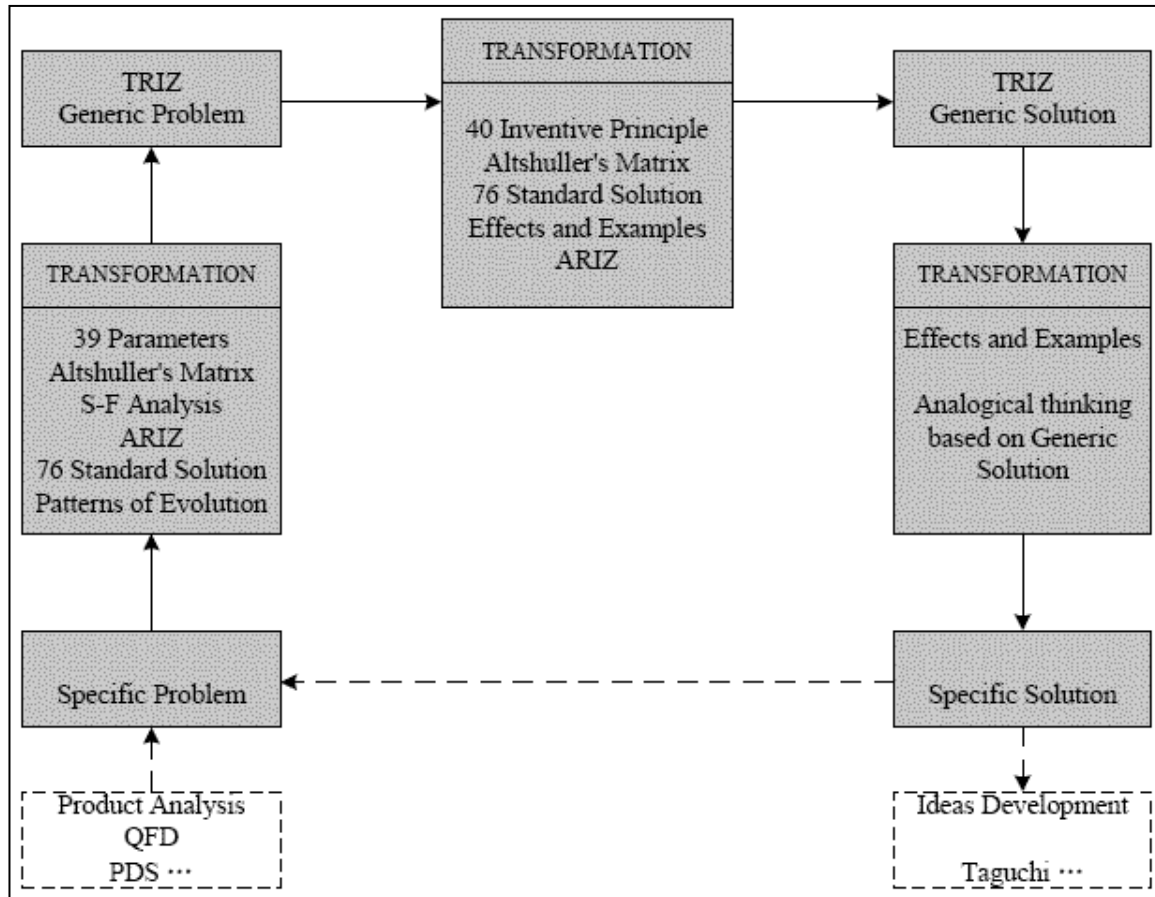 TRIZ
Generic Problem
TRANSFORMATION
40 Inventive Principle
Altshuller's Matrix
76 Standard Solution
Effects and Examples
ARIZ
TRIZ
Generic Solution
TRANSFORMATION
39 Parameters
Altshuller's Matrix
S-F Analysis
ARIZ
76 Standard Solution
Patterns of Evolution
TRANSFORMATION
Effects and Examples
Analogical thinking
based on Generic
Solution
Specific Problem
Specific Solution
Product Analysis
QFD
PDS ⋯
Ideas Development
Taguchi ⋯